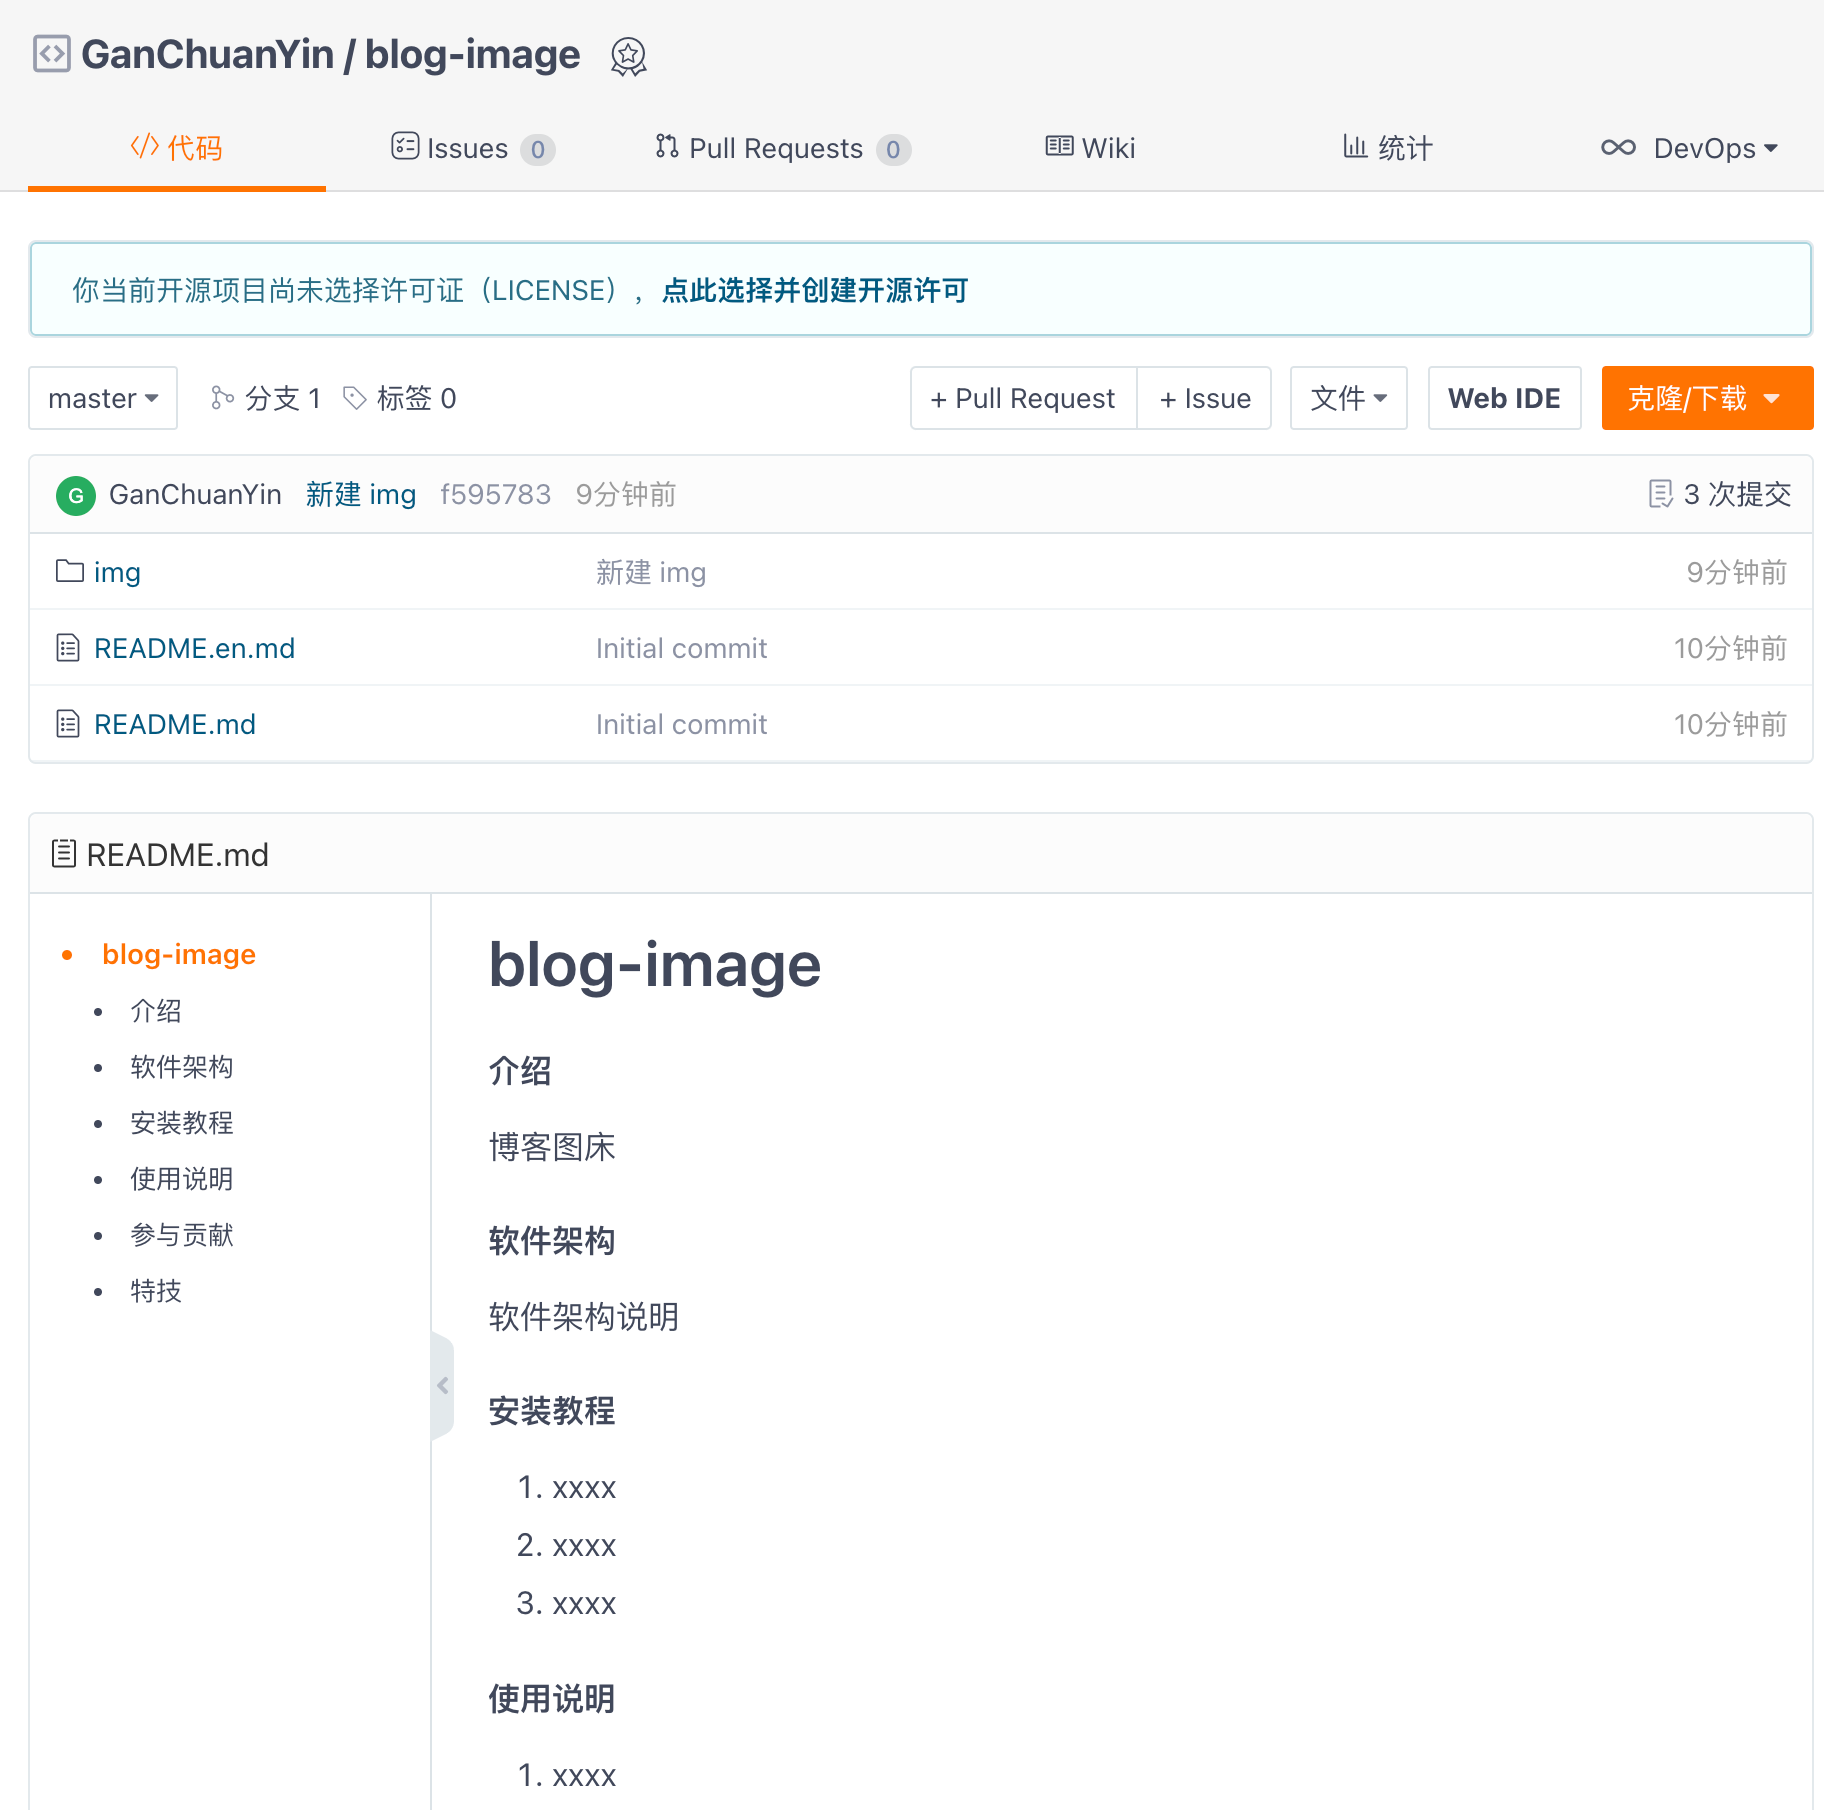 GanChuanYin / blog-image
代码 Issues 0 Pull Requests 0 Wiki 统计 DevOps
你当前开源项目尚未选择许可证（LICENSE），点此选择并创建开源许可
master 分支 1 标签 0 + Pull Request + Issue 文件 Web IDE 克隆/下载
G GanChuanYin 新建 img f595783 9分钟前 3 次提交
img 新建 img 9分钟前
README.en.md Initial commit 10分钟前
README.md Initial commit 10分钟前
README.md
• blog-image
• 介绍
• 软件架构
• 安装教程
• 使用说明
• 参与贡献
• 特技
blog-image
介绍
博客图床
软件架构
软件架构说明
安装教程
1. xxxx
2. xxxx
3. xxxx
使用说明
1. xxxx